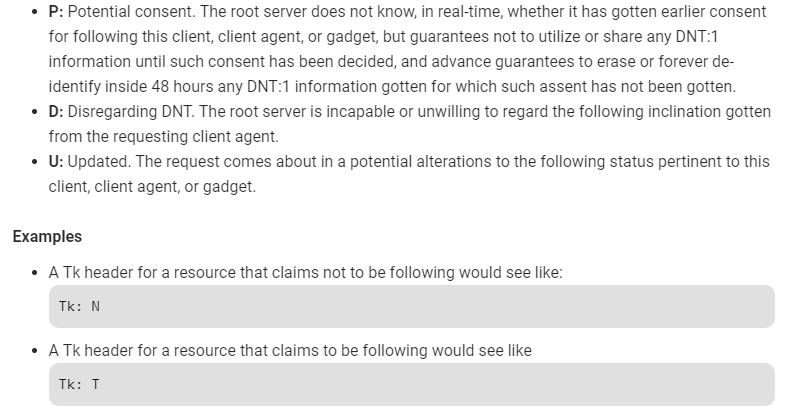 P: Potential consent. The root server does not know, in real-time, whether it has gotten earlier consent
for following this client, client agent, or gadget, but guarantees not to utilize or share any DNT:1
information until such consent has been decided, and advance guarantees to erase or forever de-
identify inside 48 hours any DNT:1 information gotten for which such assent has not been gotten.
D: Disregarding DNT. The root server is incapable or unwilling to regard the following inclination gotten
from the requesting client agent.
U: Updated. The request comes about in a potential alterations to the following status pertinent to this
client, client agent, or gadget.
Examples
A Tk header for a resource that claims not to be following would see like:
Tk: N
A Tk header for a resource that claims to be following would see like
Tk: T